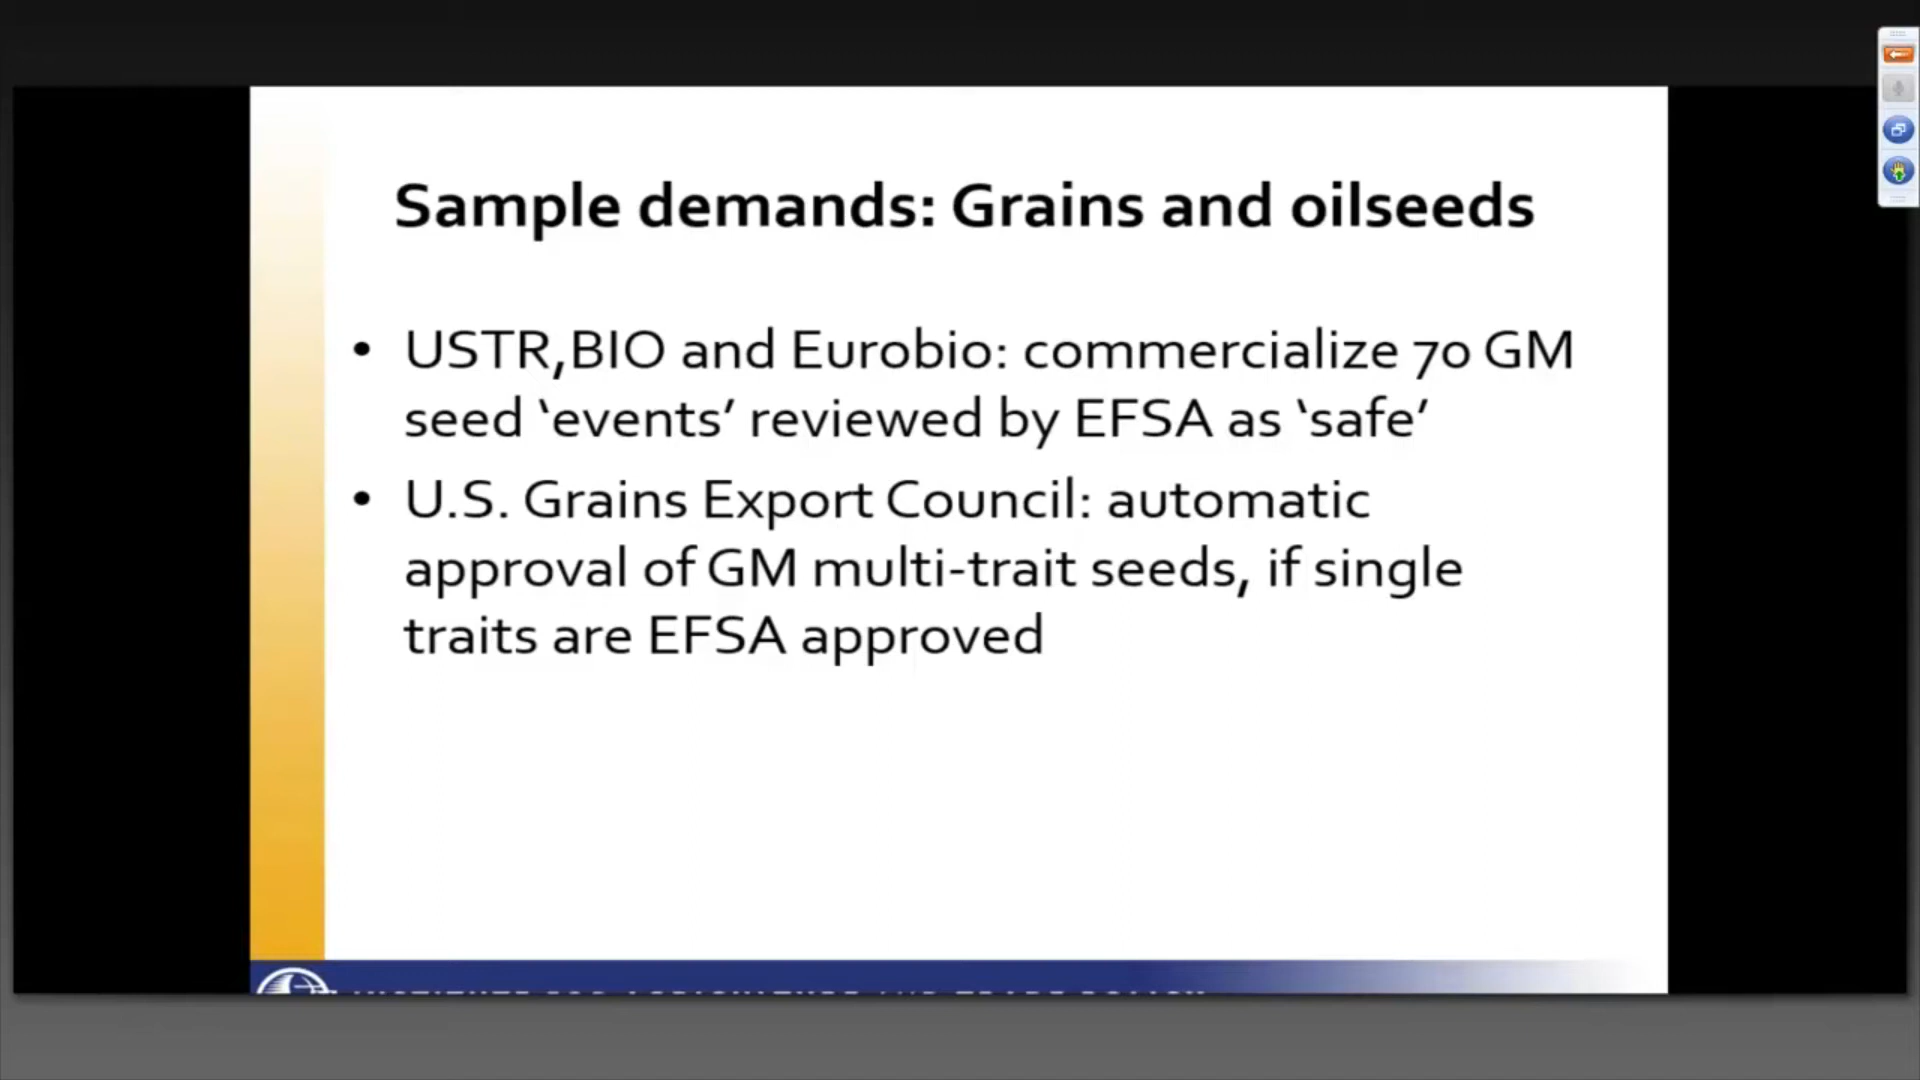 Sample demands: Grains and oilseeds
• USTR,BIO and Eurobio: commercialize 70 GM
seed ‘events’ reviewed by EFSA as ‘safe’
• U.S. Grains Export Council: automatic
approval of GM multi-trait seeds, if single
traits are EFSA approved